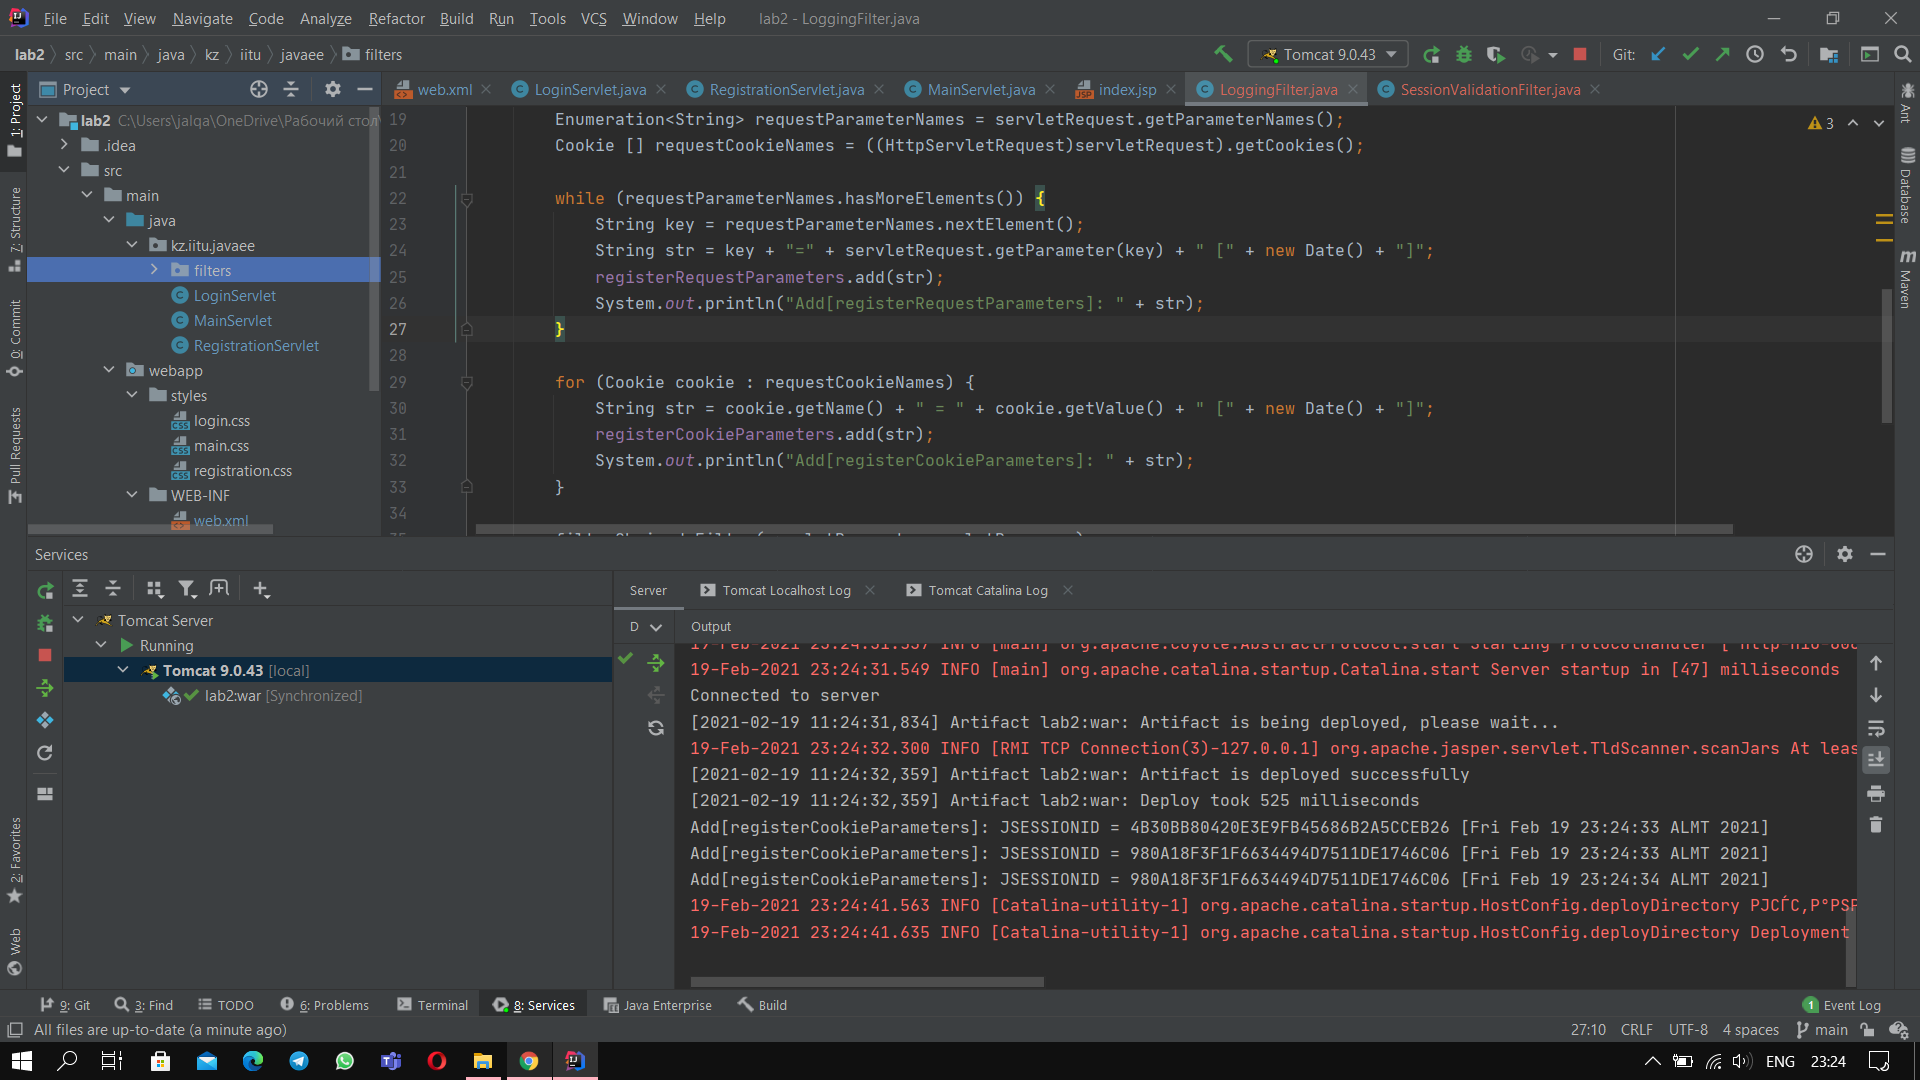 File Edit View Navigate Code Analyze Refactor Build Run Tools VCS Window Help lab2 - LoggingFilter.java
lab2 src main java kz iitu javaee filters Tomcat 9.0.43 Git:
Project
web.xml LoginServlet.java RegistrationServlet.java MainServlet.java index.jsp LoggingFilter.java SessionValidationFilter.java
1: Project
7: Structure
0: Commit
Pull Requests
2: Favorites
Web
lab2 C:\Users\jalqa\OneDrive\Рабочий стол\
.idea
src
main
java
kz.iitu.javaee
filters
LoginServlet
MainServlet
RegistrationServlet
webapp
styles
login.css
main.css
registration.css
WEB-INF
web.xml
3
19 Enumeration<String> requestParameterNames = servletRequest.getParameterNames();
20 Cookie [] requestCookieNames = ((HttpServletRequest)servletRequest).getCookies();
21
22 while (requestParameterNames.hasMoreElements()) {
23 String key = requestParameterNames.nextElement();
24 String str = key + "=" + servletRequest.getParameter(key) + " [" + new Date() + "]";
25 registerRequestParameters.add(str);
26 System.out.println("Add[registerRequestParameters]: " + str);
27 }
28
29 for (Cookie cookie : requestCookieNames) {
30 String str = cookie.getName() + " = " + cookie.getValue() + " [" + new Date() + "]";
31 registerCookieParameters.add(str);
32 System.out.println("Add[registerCookieParameters]: " + str);
33 }
34
Ant
Database
Maven
Services
Tomcat Server
Running
Tomcat 9.0.43 [local]
lab2:war [Synchronized]
Server Tomcat Localhost Log Tomcat Catalina Log
D Output
19-Feb-2021 23:24:31.549 INFO [main] org.apache.catalina.startup.Catalina.start Server startup in [47] milliseconds
Connected to server
[2021-02-19 11:24:31,834] Artifact lab2:war: Artifact is being deployed, please wait...
19-Feb-2021 23:24:32.300 INFO [RMI TCP Connection(3)-127.0.0.1] org.apache.jasper.servlet.TldScanner.scanJars At leas
[2021-02-19 11:24:32,359] Artifact lab2:war: Artifact is deployed successfully
[2021-02-19 11:24:32,359] Artifact lab2:war: Deploy took 525 milliseconds
Add[registerCookieParameters]: JSESSIONID = 4B30BB80420E3E9FB45686B2A5CCEB26 [Fri Feb 19 23:24:33 ALMT 2021]
Add[registerCookieParameters]: JSESSIONID = 980A18F3F1F6634494D7511DE1746C06 [Fri Feb 19 23:24:33 ALMT 2021]
Add[registerCookieParameters]: JSESSIONID = 980A18F3F1F6634494D7511DE1746C06 [Fri Feb 19 23:24:34 ALMT 2021]
19-Feb-2021 23:24:41.563 INFO [Catalina-utility-1] org.apache.catalina.startup.HostConfig.deployDirectory
19-Feb-2021 23:24:41.635 INFO [Catalina-utility-1] org.apache.catalina.startup.HostConfig.deployDirectory Deployment
9: Git 3: Find TODO 6: Problems Terminal 8: Services Java Enterprise Build 1 Event Log
All files are up-to-date (a minute ago) 27:10 CRLF UTF-8 4 spaces main
ENG 23:24